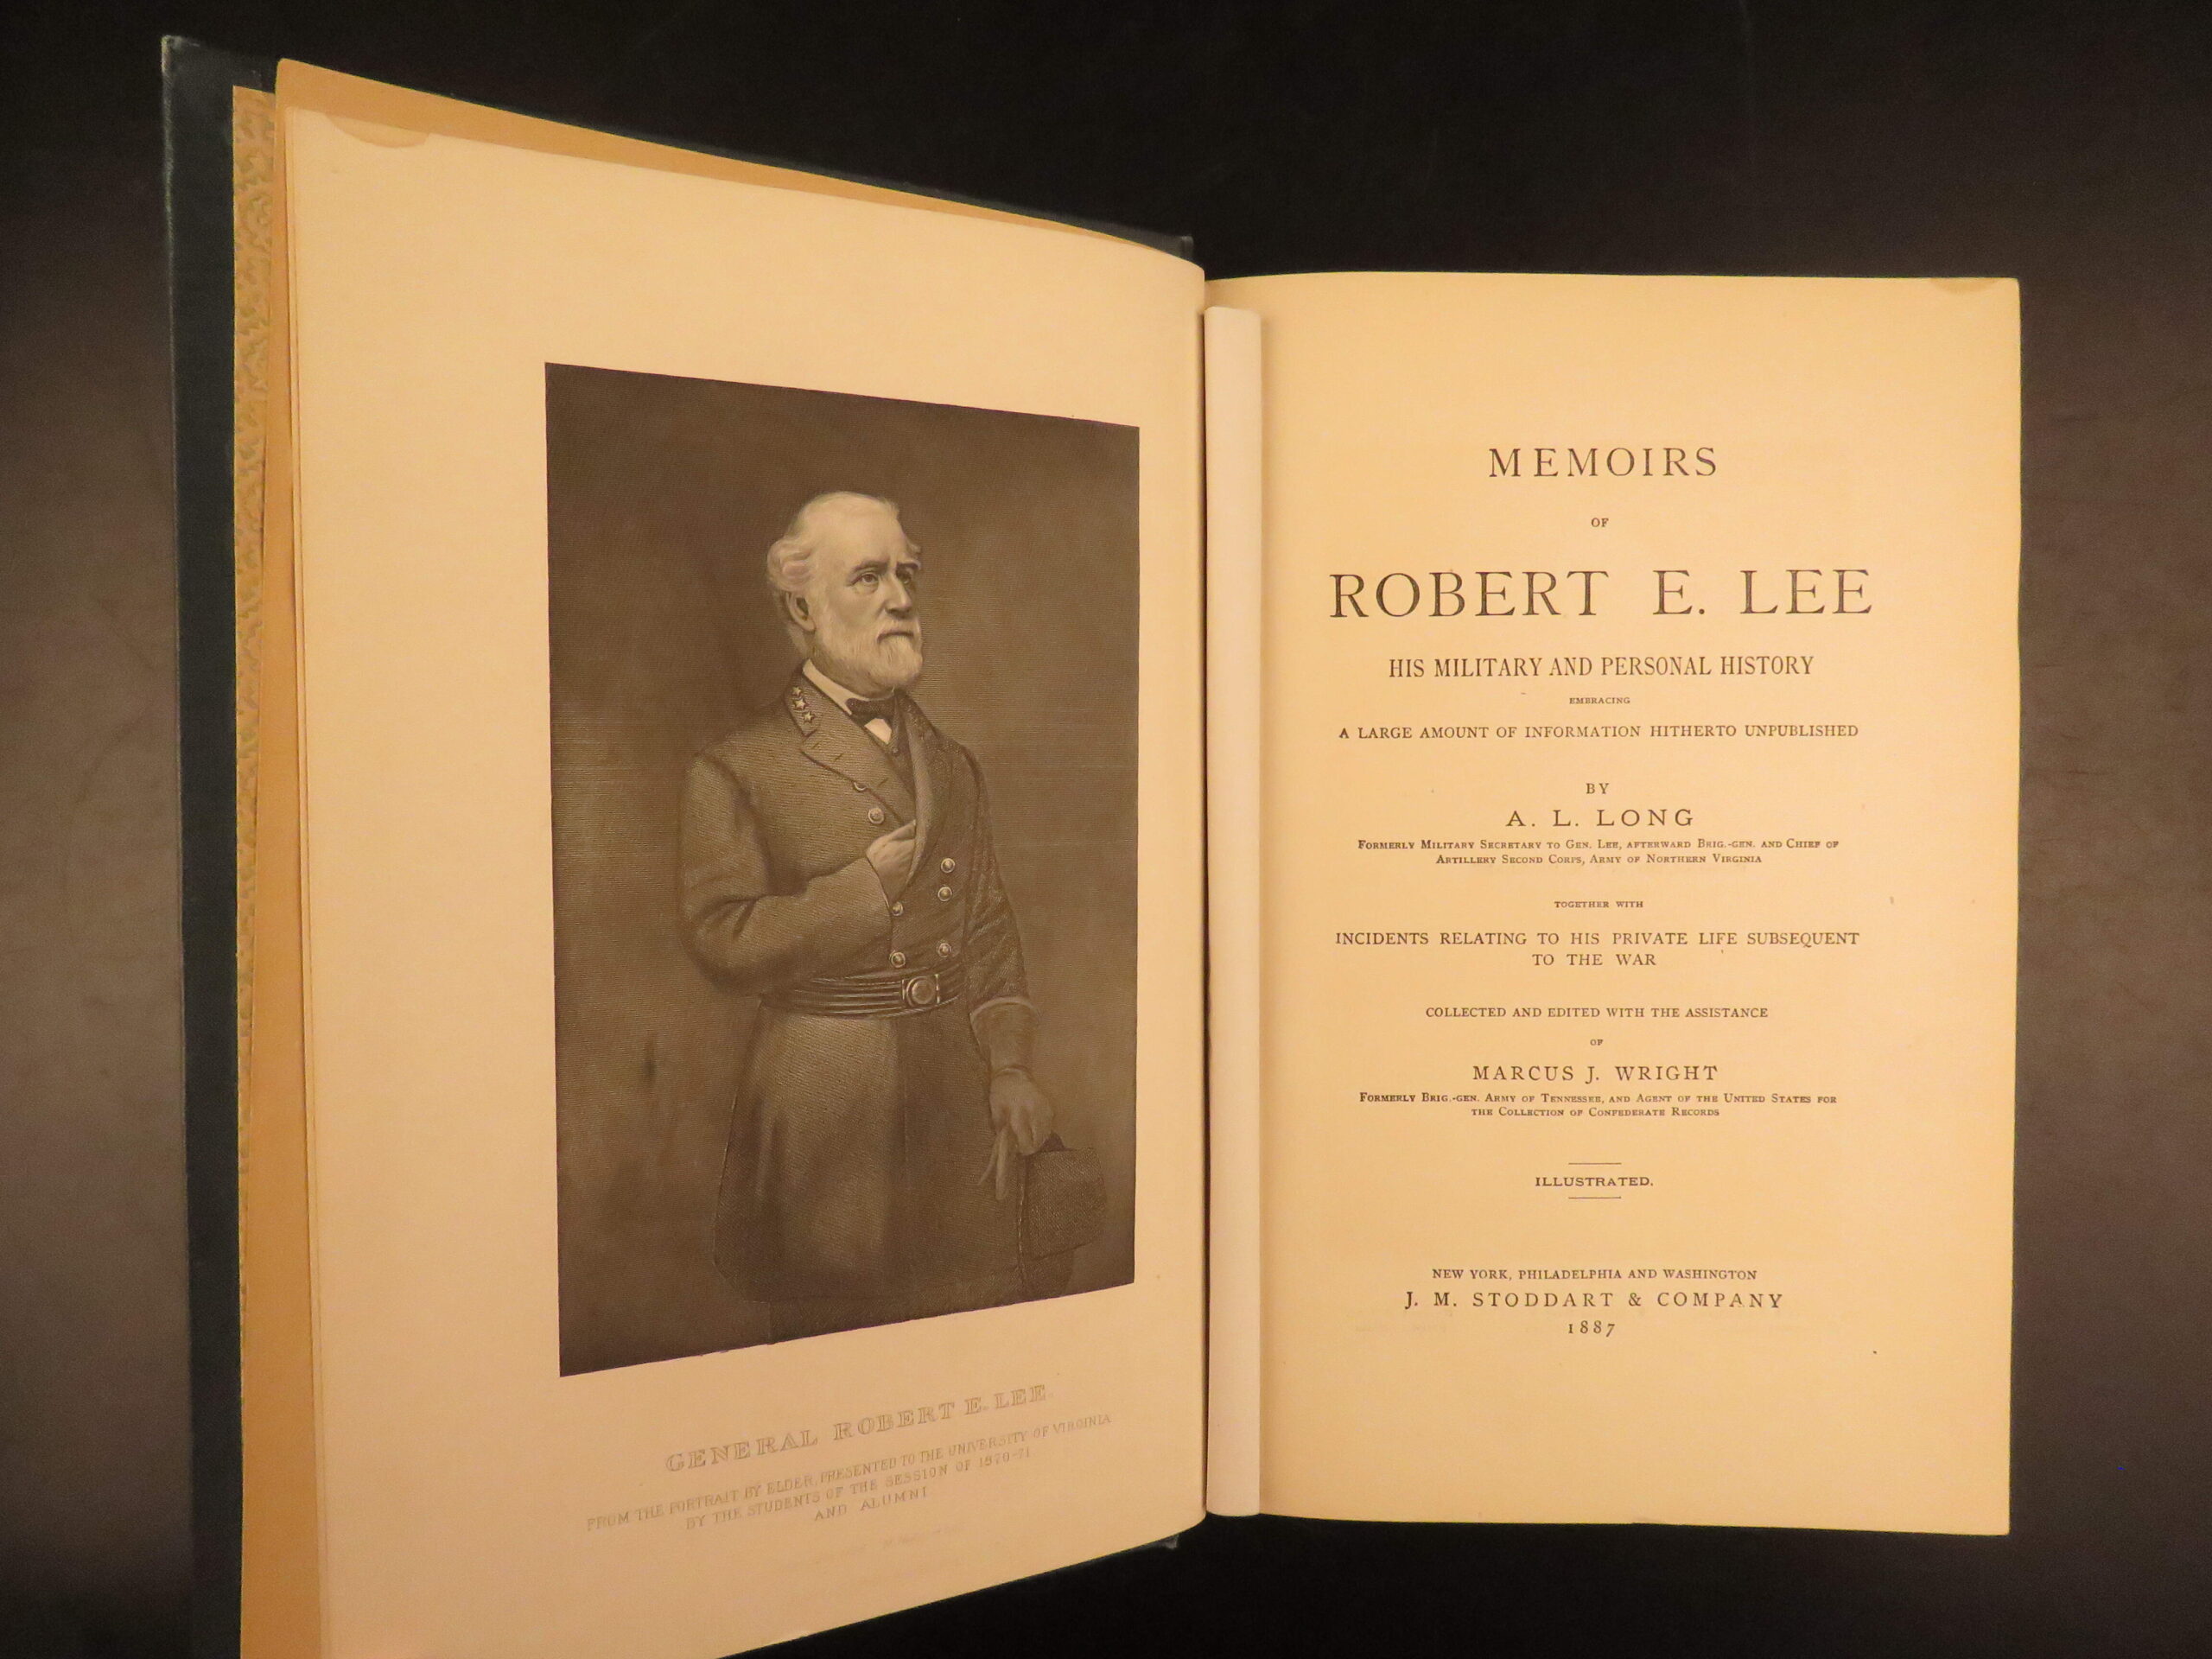 GENERAL ROBERT E. LEE.
FROM THE PORTRAIT BY ELDER, PRESENTED TO THE UNIVERSITY OF VIRGINIA
BY THE STUDENTS OF THE SESSION OF 1870-71
AND ALUMNI
MEMOIRS
OF
ROBERT E. LEE
HIS MILITARY AND PERSONAL HISTORY
EMBRACING
A LARGE AMOUNT OF INFORMATION HITHERTO UNPUBLISHED
BY
A. L. LONG
FORMERLY MILITARY SECRETARY TO GEN. LEE, AFTERWARD BRIG.-GEN. AND CHIEF OF
ARTILLERY SECOND CORPS, ARMY OF NORTHERN VIRGINIA
TOGETHER WITH
INCIDENTS RELATING TO HIS PRIVATE LIFE SUBSEQUENT
TO THE WAR
COLLECTED AND EDITED WITH THE ASSISTANCE
OF
MARCUS J. WRIGHT
FORMERLY BRIG.-GEN. ARMY OF TENNESSEE, AND AGENT OF THE UNITED STATES FOR
THE COLLECTION OF CONFEDERATE RECORDS
ILLUSTRATED.
NEW YORK, PHILADELPHIA AND WASHINGTON
J. M. STODDART & COMPANY
1887